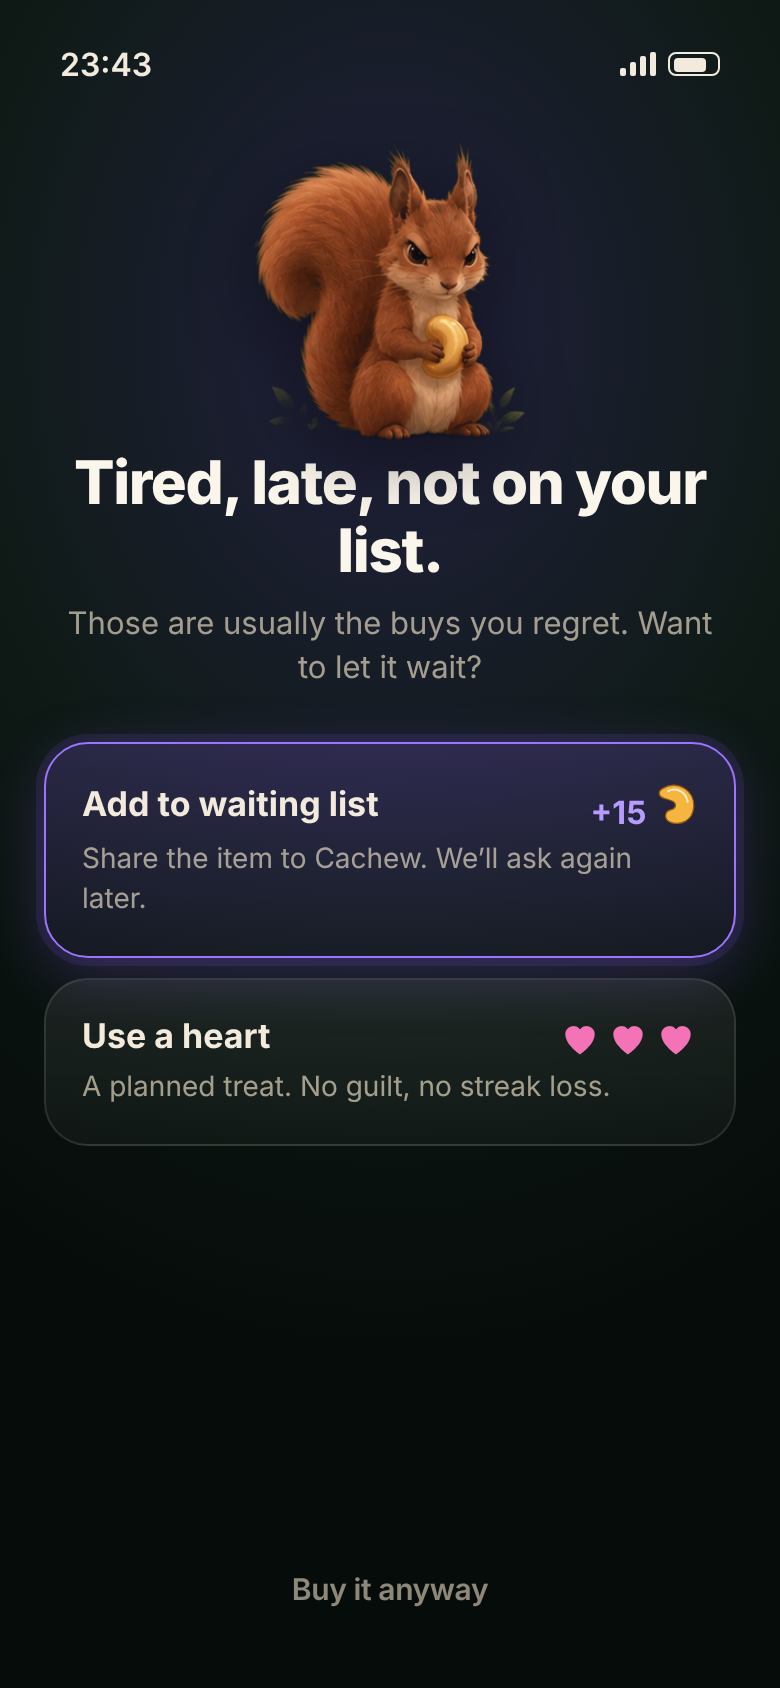 23:43
Tired, late, not on your
list.
Those are usually the buys you regret. Want
to let it wait?
Add to waiting list
+15
Share the item to Cachew. We’ll ask again
later.
Use a heart
A planned treat. No guilt, no streak loss.
Buy it anyway